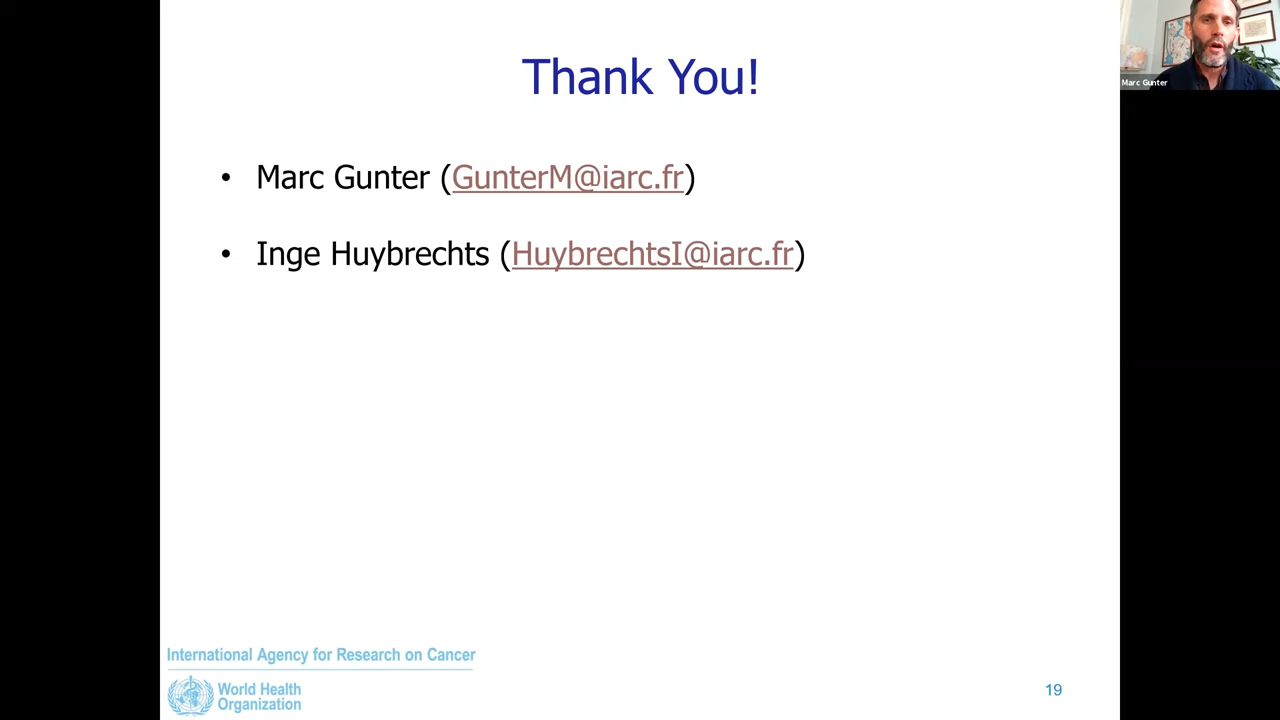 Thank You!
• Marc Gunter (GunterM@iarc.fr)
• Inge Huybrechts (HuybrechtsI@iarc.fr)
International Agency for Research on Cancer
World Health
Organization
19
Marc Gunter